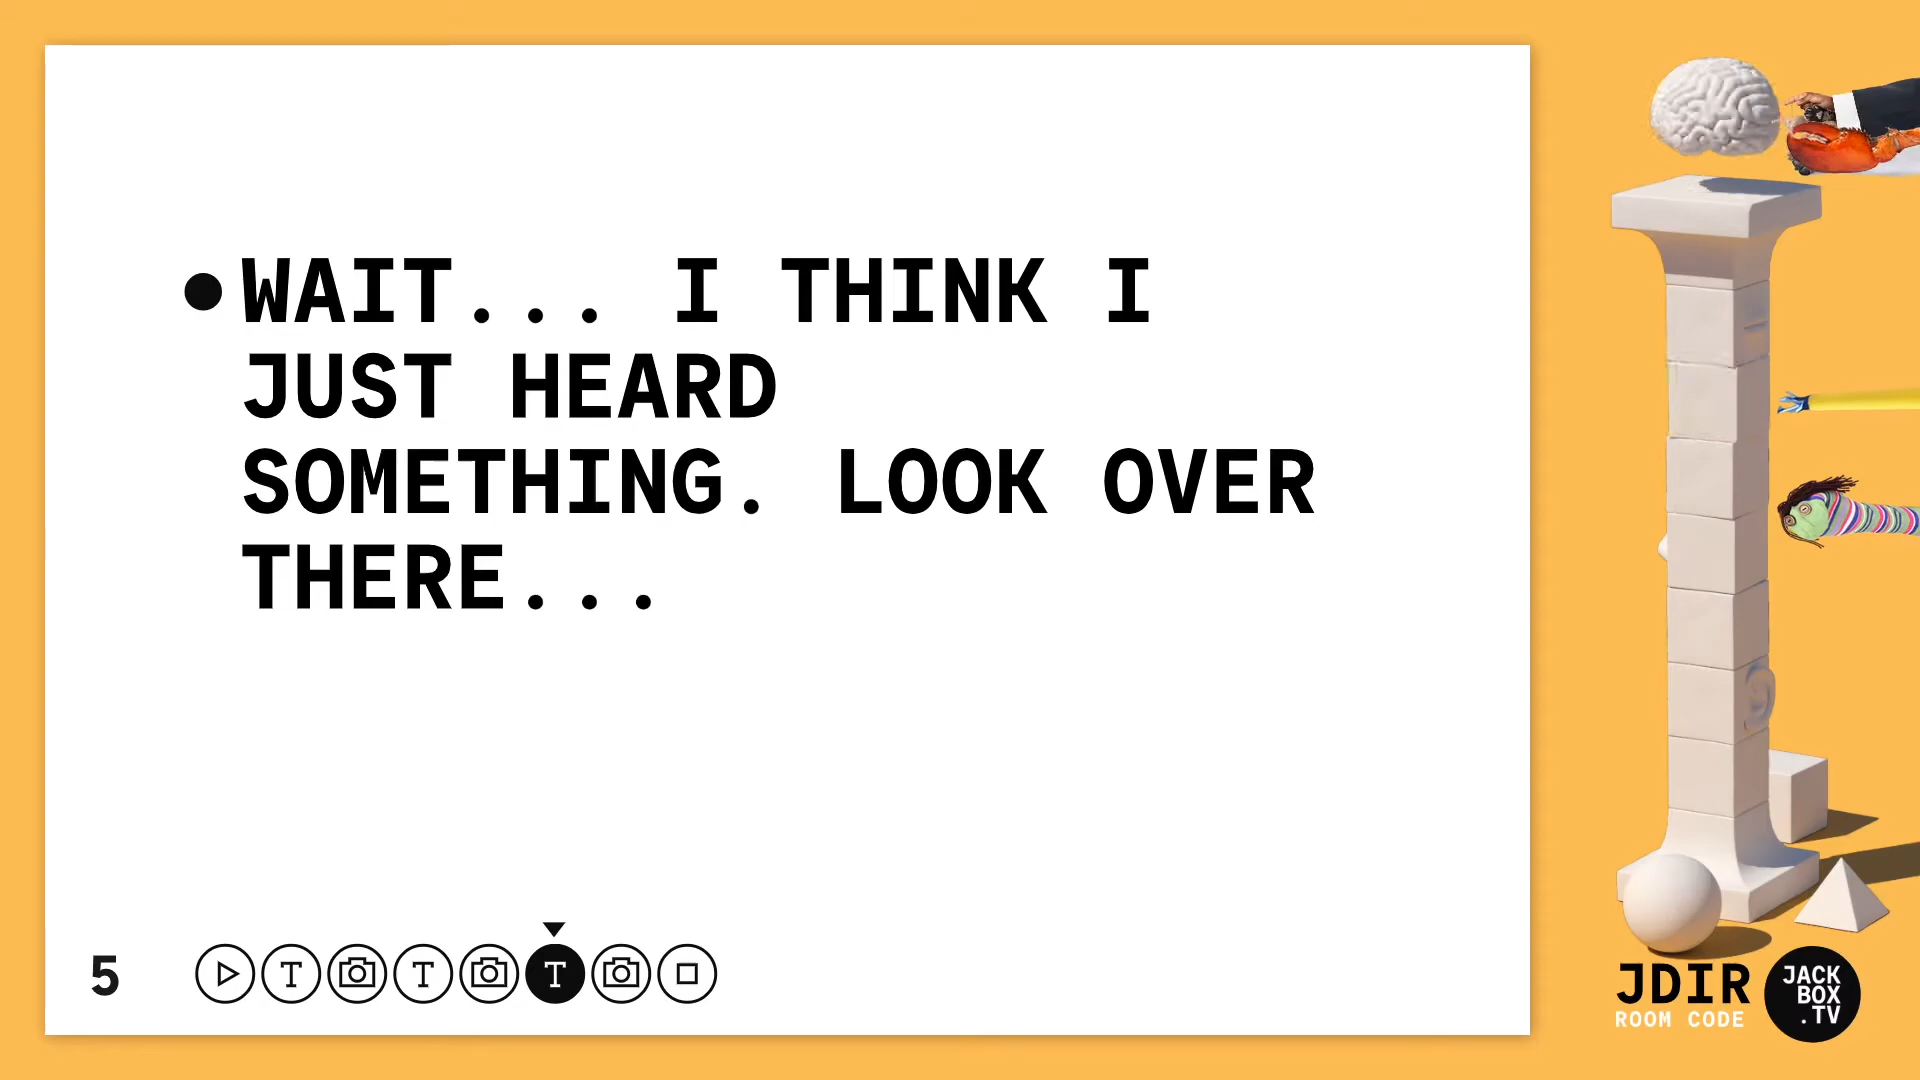 ●WAIT... I THINK I
JUST HEARD
SOMETHING. LOOK OVER
THERE...
5
T
T
T
JDIR
ROOM CODE
JACK
BOX
.TV